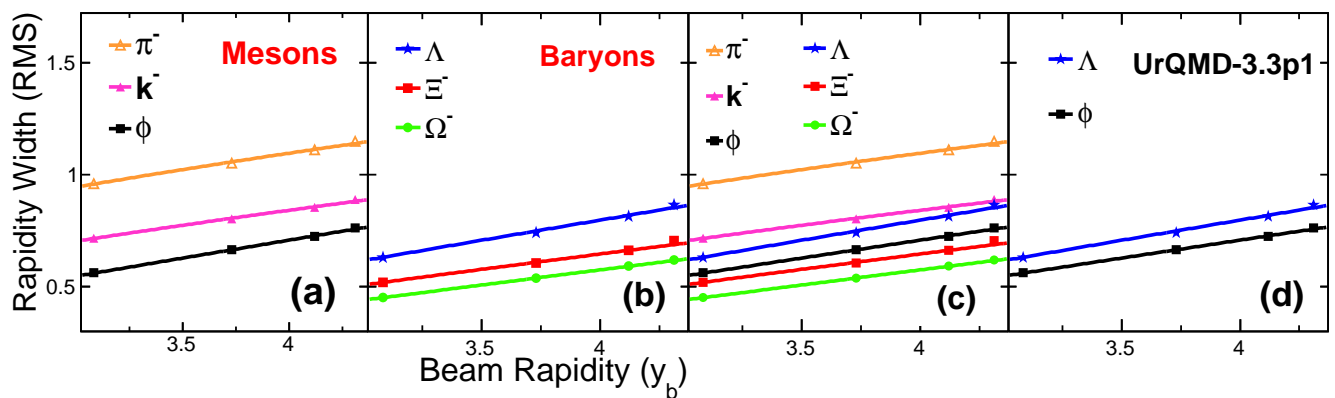 Rapidity Width (RMS)
1.5
1
0.5
π⁻
k⁻
ϕ
Mesons
(a)
3.5 4
Λ
Ξ⁻
Ω⁻
Baryons
(b)
3.5 4
π⁻ Λ
k⁻ Ξ⁻
ϕ Ω⁻
(c)
3.5 4
Λ
ϕ
UrQMD-3.3p1
(d)
3.5 4
Beam Rapidity (y_b)